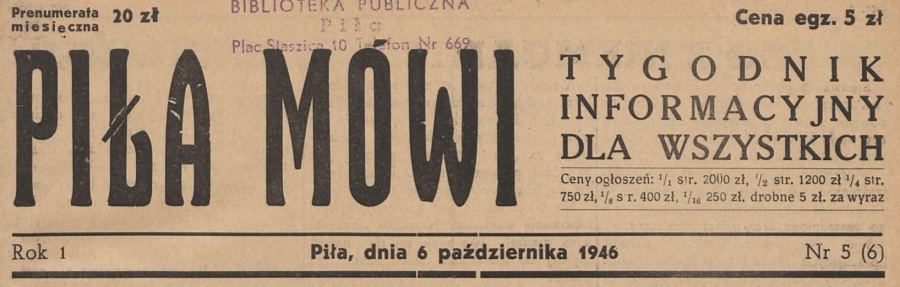 Prenumerata
miesięczna 20 zł
BIBLIOTEKA PUBLICZNA
Piła
Plac Staszica 10 Telefon Nr 669
Cena egz. 5 zł
PIŁA MÓWI
TYGODNIK
INFORMACYJNY
DLA WSZYSTKICH
Ceny ogłoszeń: 1/1 str. 2000 zł, 1/2 str. 1200 zł 1/4 str.
750 zł, 1/8 s r. 400 zł, 1/16 250 zł. drobne 5 zł. za wyraz
Rok 1
Piła, dnia 6 października 1946
Nr 5 (6)